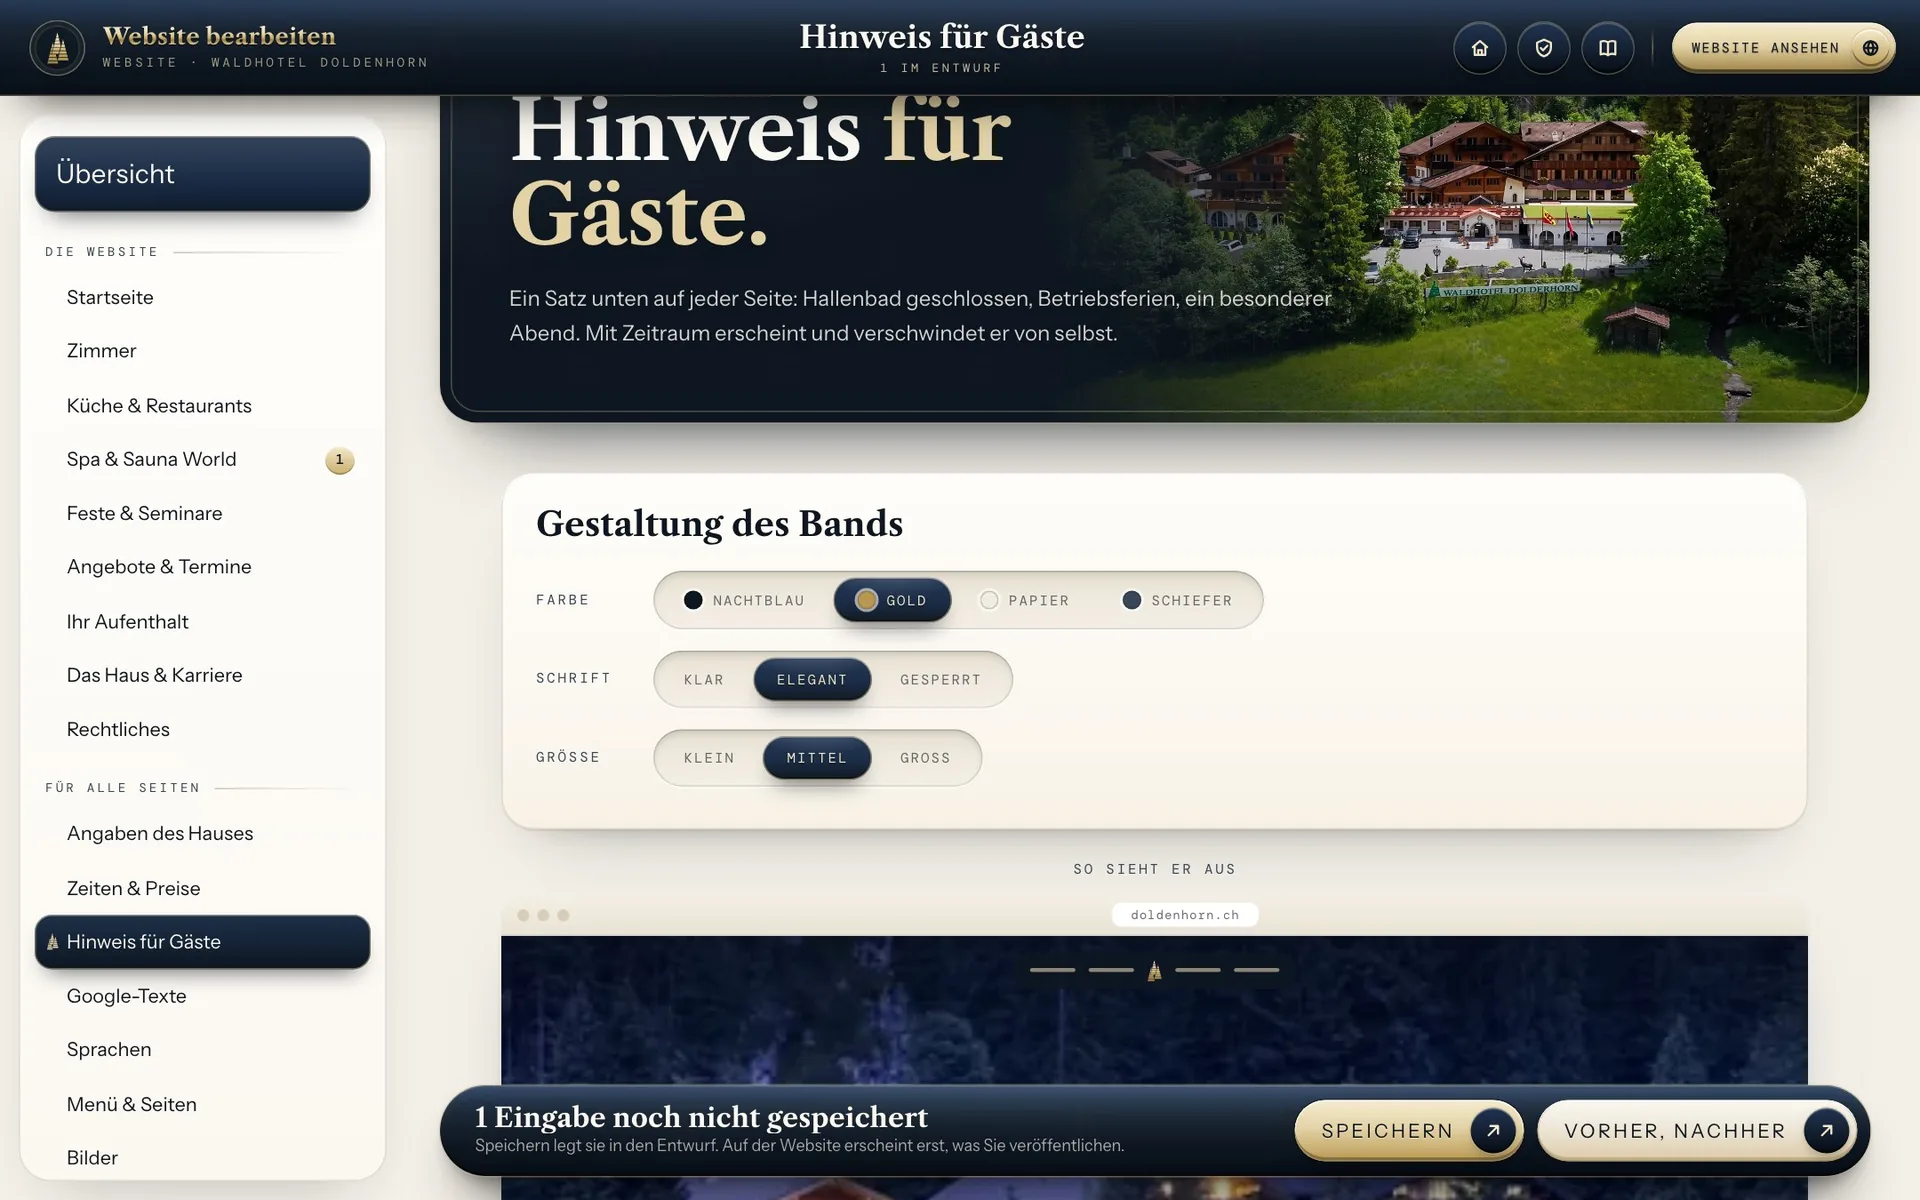 Website bearbeiten
WEBSITE · WALDHOTEL DOLDENHORN
Hinweis für Gäste
1 IM ENTWURF
WEBSITE ANSEHEN
Übersicht
DIE WEBSITE
Startseite
Zimmer
Küche & Restaurants
Spa & Sauna World
1
Feste & Seminare
Angebote & Termine
Ihr Aufenthalt
Das Haus & Karriere
Rechtliches
FÜR ALLE SEITEN
Angaben des Hauses
Zeiten & Preise
Hinweis für Gäste
Google-Texte
Sprachen
Menü & Seiten
Bilder
Hinweis für
Gäste.
Ein Satz unten auf jeder Seite: Hallenbad geschlossen, Betriebsferien, ein besonderer
Abend. Mit Zeitraum erscheint und verschwindet er von selbst.
WALDHOTEL DOLDENHORN
Gestaltung des Bands
FARBE
NACHTBLAU
GOLD
PAPIER
SCHIEFER
SCHRIFT
KLAR
ELEGANT
GESPERRT
GRÖSSE
KLEIN
MITTEL
GROSS
SO SIEHT ER AUS
doldenhorn.ch
1 Eingabe noch nicht gespeichert
Speichern legt sie in den Entwurf. Auf der Website erscheint erst, was Sie veröffentlichen.
SPEICHERN
VORHER, NACHHER